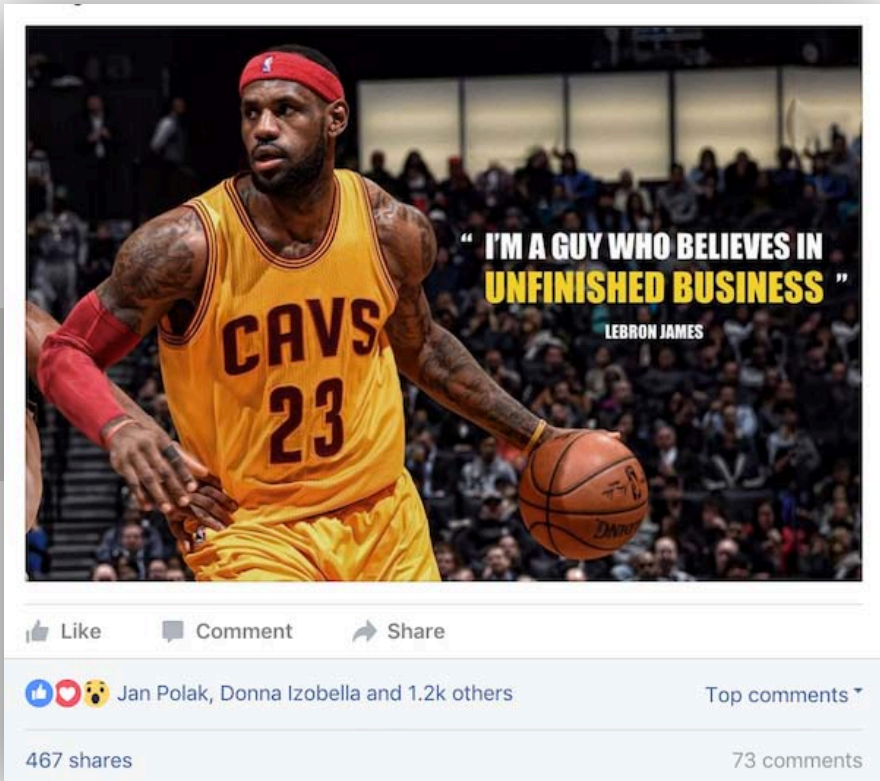 “ I'M A GUY WHO BELIEVES IN
UNFINISHED BUSINESS ”
LEBRON JAMES
CAVS
23
Like
Comment
Share
Jan Polak, Donna Izobella and 1.2k others
Top comments
467 shares
73 comments